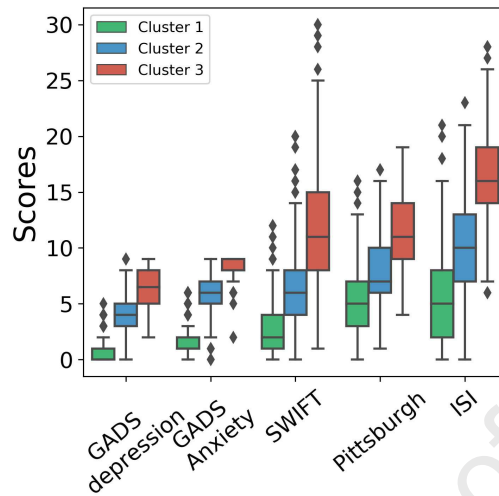 Scores
30
25
20
15
10
5
0
Cluster 1
Cluster 2
Cluster 3
GADS
depression
GADS
Anxiety
SWIFT
Pittsburgh
ISI